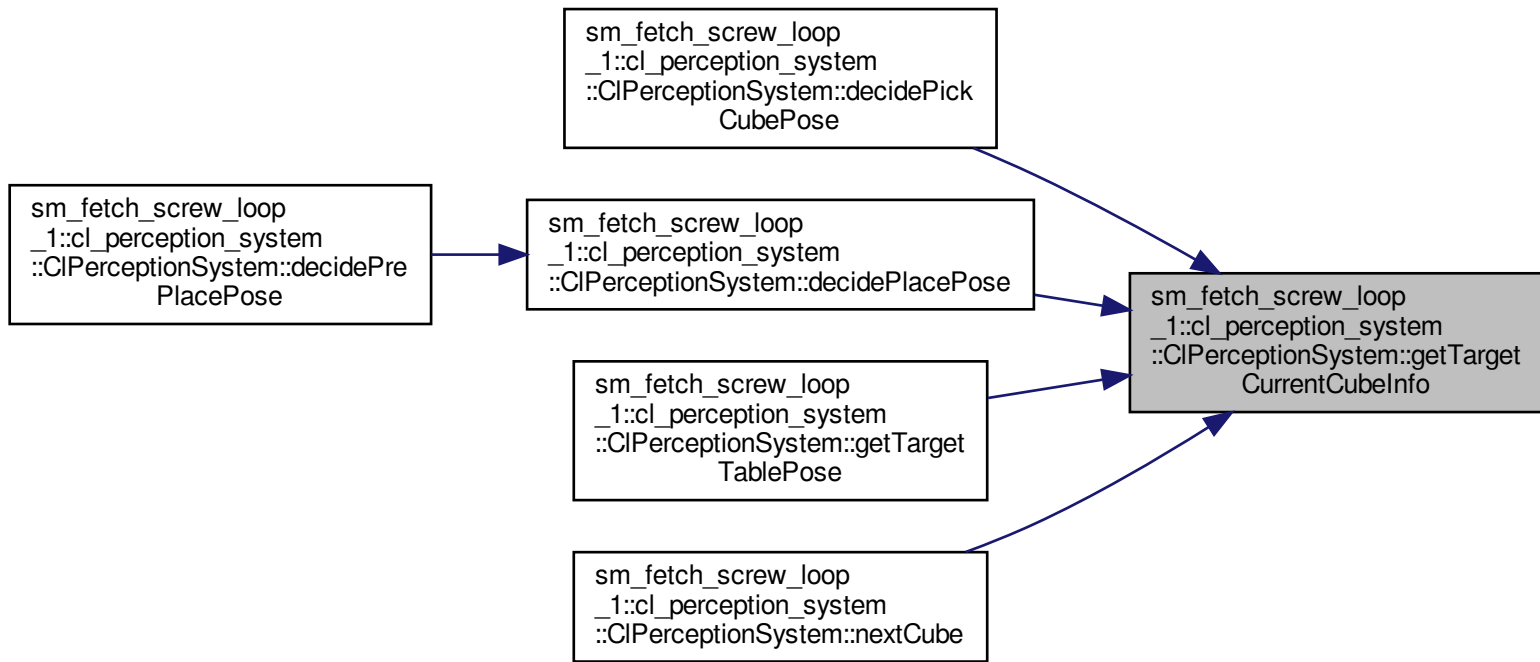 sm_fetch_screw_loop
_1::cl_perception_system
::ClPerceptionSystem::decidePick
CubePose
sm_fetch_screw_loop
_1::cl_perception_system
::ClPerceptionSystem::decidePre
PlacePose
sm_fetch_screw_loop
_1::cl_perception_system
::ClPerceptionSystem::decidePlacePose
sm_fetch_screw_loop
_1::cl_perception_system
::ClPerceptionSystem::getTarget
CurrentCubeInfo
sm_fetch_screw_loop
_1::cl_perception_system
::ClPerceptionSystem::getTarget
TablePose
sm_fetch_screw_loop
_1::cl_perception_system
::ClPerceptionSystem::nextCube